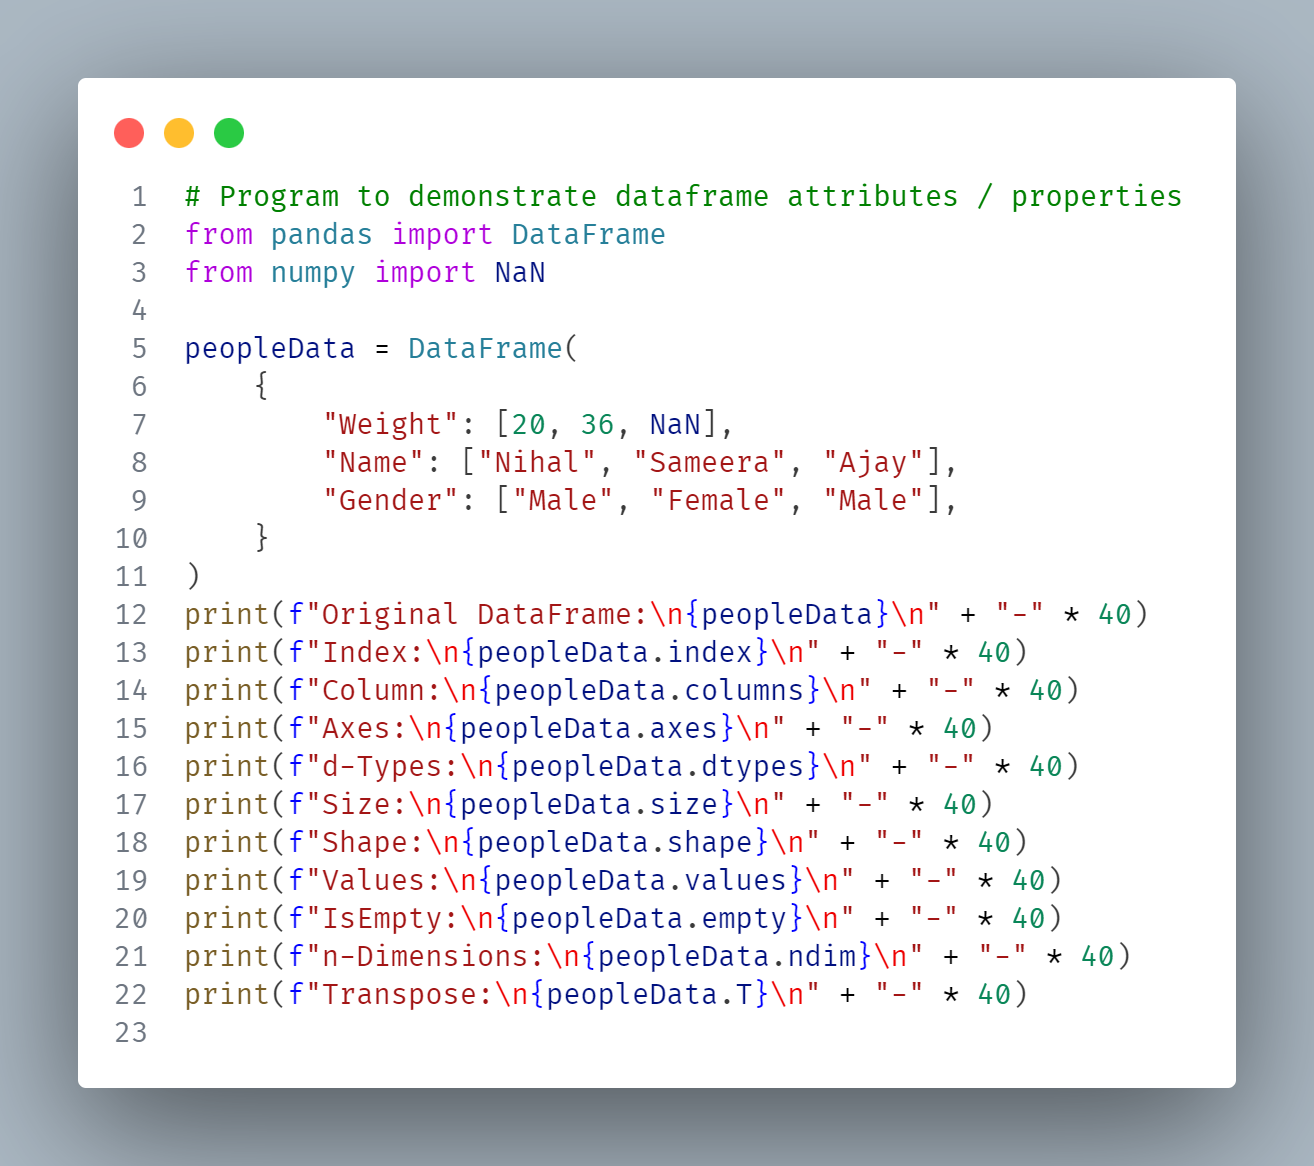 1 # Program to demonstrate dataframe attributes / properties
2 from pandas import DataFrame
3 from numpy import NaN
4
5 peopleData = DataFrame(
6     {
7         "Weight": [20, 36, NaN],
8         "Name": ["Nihal", "Sameera", "Ajay"],
9         "Gender": ["Male", "Female", "Male"],
10     }
11 )
12 print(f"Original DataFrame:\n{peopleData}\n" + "-" * 40)
13 print(f"Index:\n{peopleData.index}\n" + "-" * 40)
14 print(f"Column:\n{peopleData.columns}\n" + "-" * 40)
15 print(f"Axes:\n{peopleData.axes}\n" + "-" * 40)
16 print(f"d-Types:\n{peopleData.dtypes}\n" + "-" * 40)
17 print(f"Size:\n{peopleData.size}\n" + "-" * 40)
18 print(f"Shape:\n{peopleData.shape}\n" + "-" * 40)
19 print(f"Values:\n{peopleData.values}\n" + "-" * 40)
20 print(f"IsEmpty:\n{peopleData.empty}\n" + "-" * 40)
21 print(f"n-Dimensions:\n{peopleData.ndim}\n" + "-" * 40)
22 print(f"Transpose:\n{peopleData.T}\n" + "-" * 40)
23